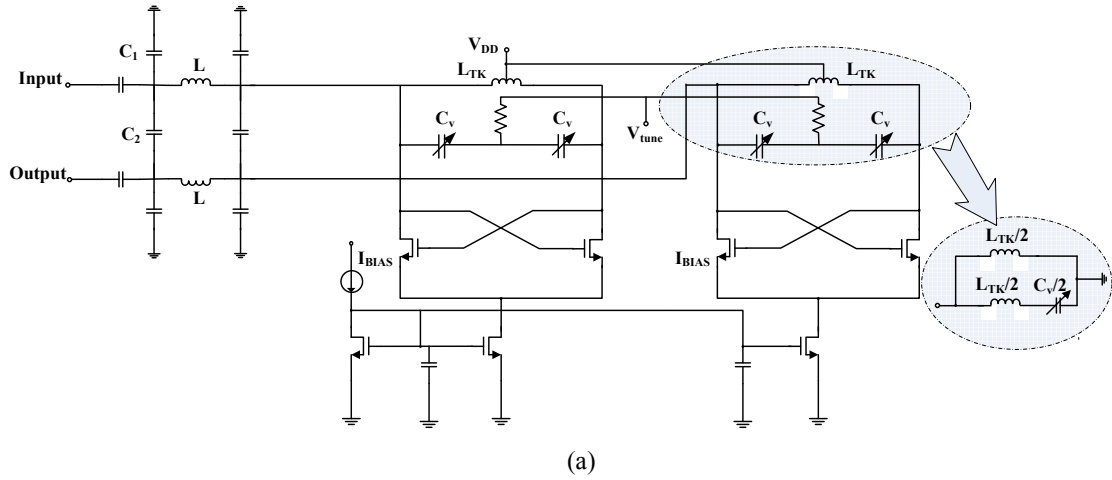 C1
L
VDD
LTK
LTK
Input
Cv
Cv
Vtune
Cv
Cv
C2
Output
L
IBIAS
IBIAS
LTK/2
LTK/2
Cv/2
(a)